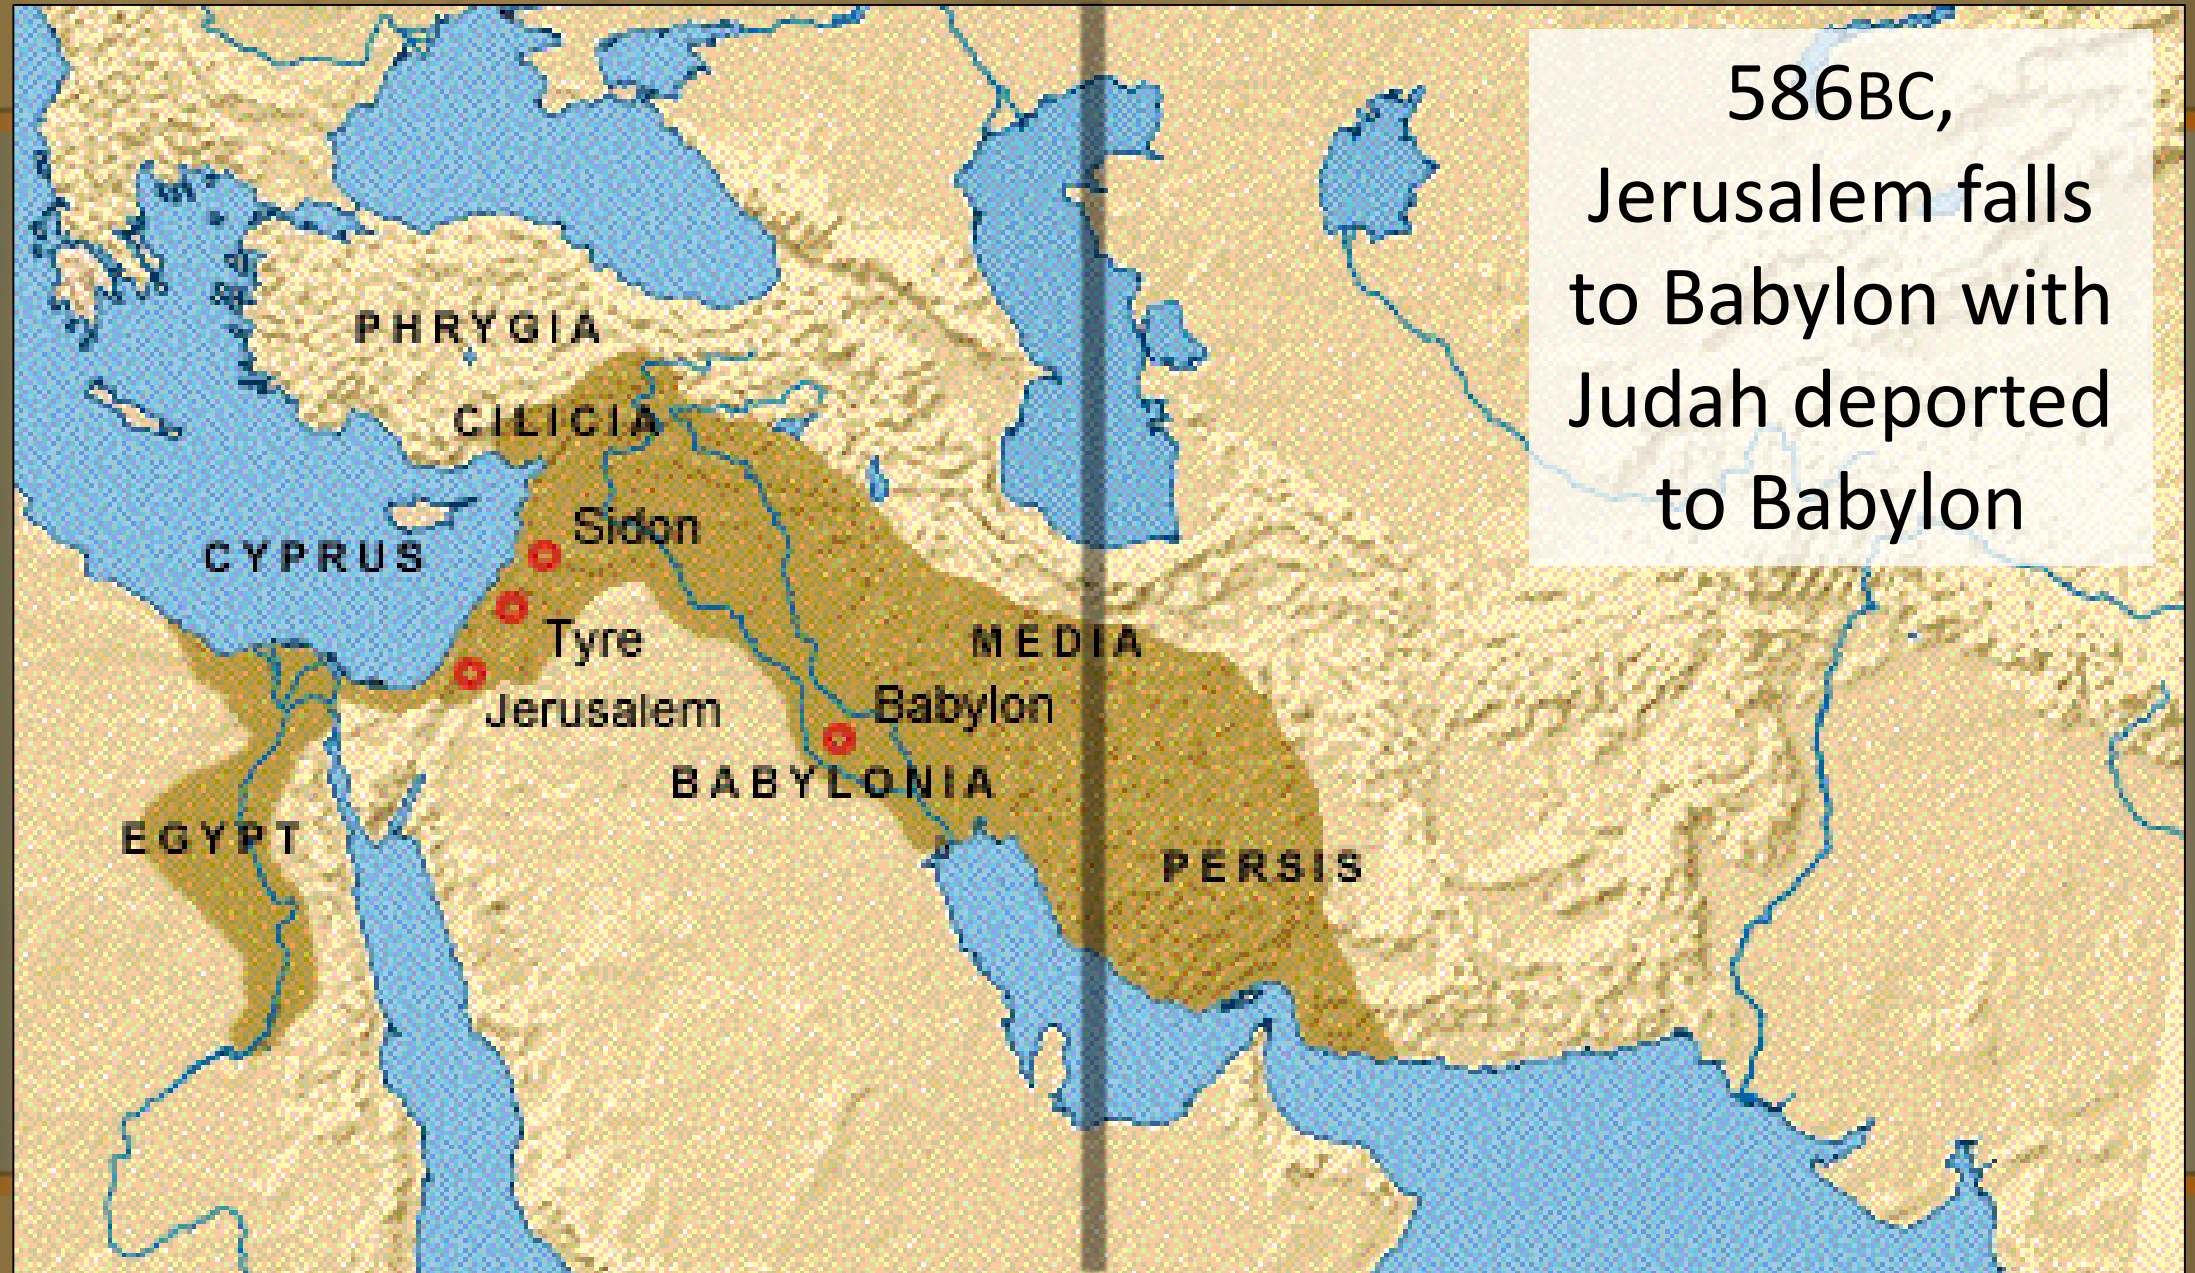 586BC,
Jerusalem falls
to Babylon with
Judah deported
to Babylon
PHRYGIA
CILICIA
Sidon
CYPRUS
Tyre
MEDIA
Jerusalem
Babylon
BABYLONIA
EGYPT
PERSIS